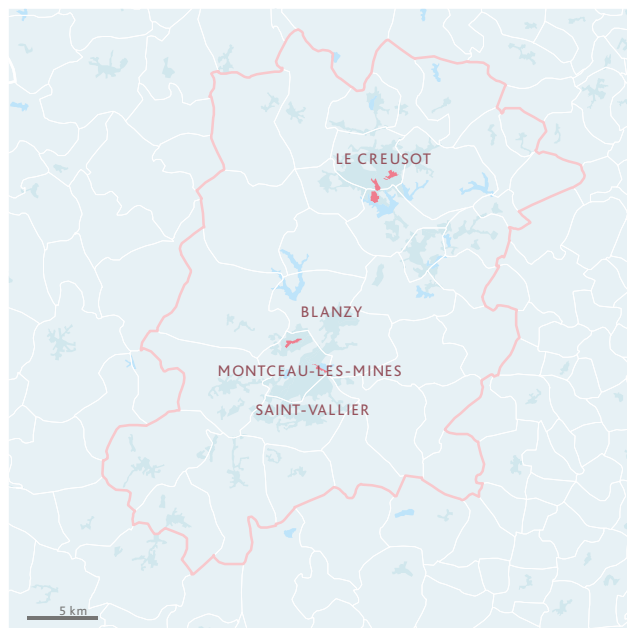 LE CREUSOT
BLANZY
MONTCEAU-LES-MINES
SAINT-VALLIER
5 km